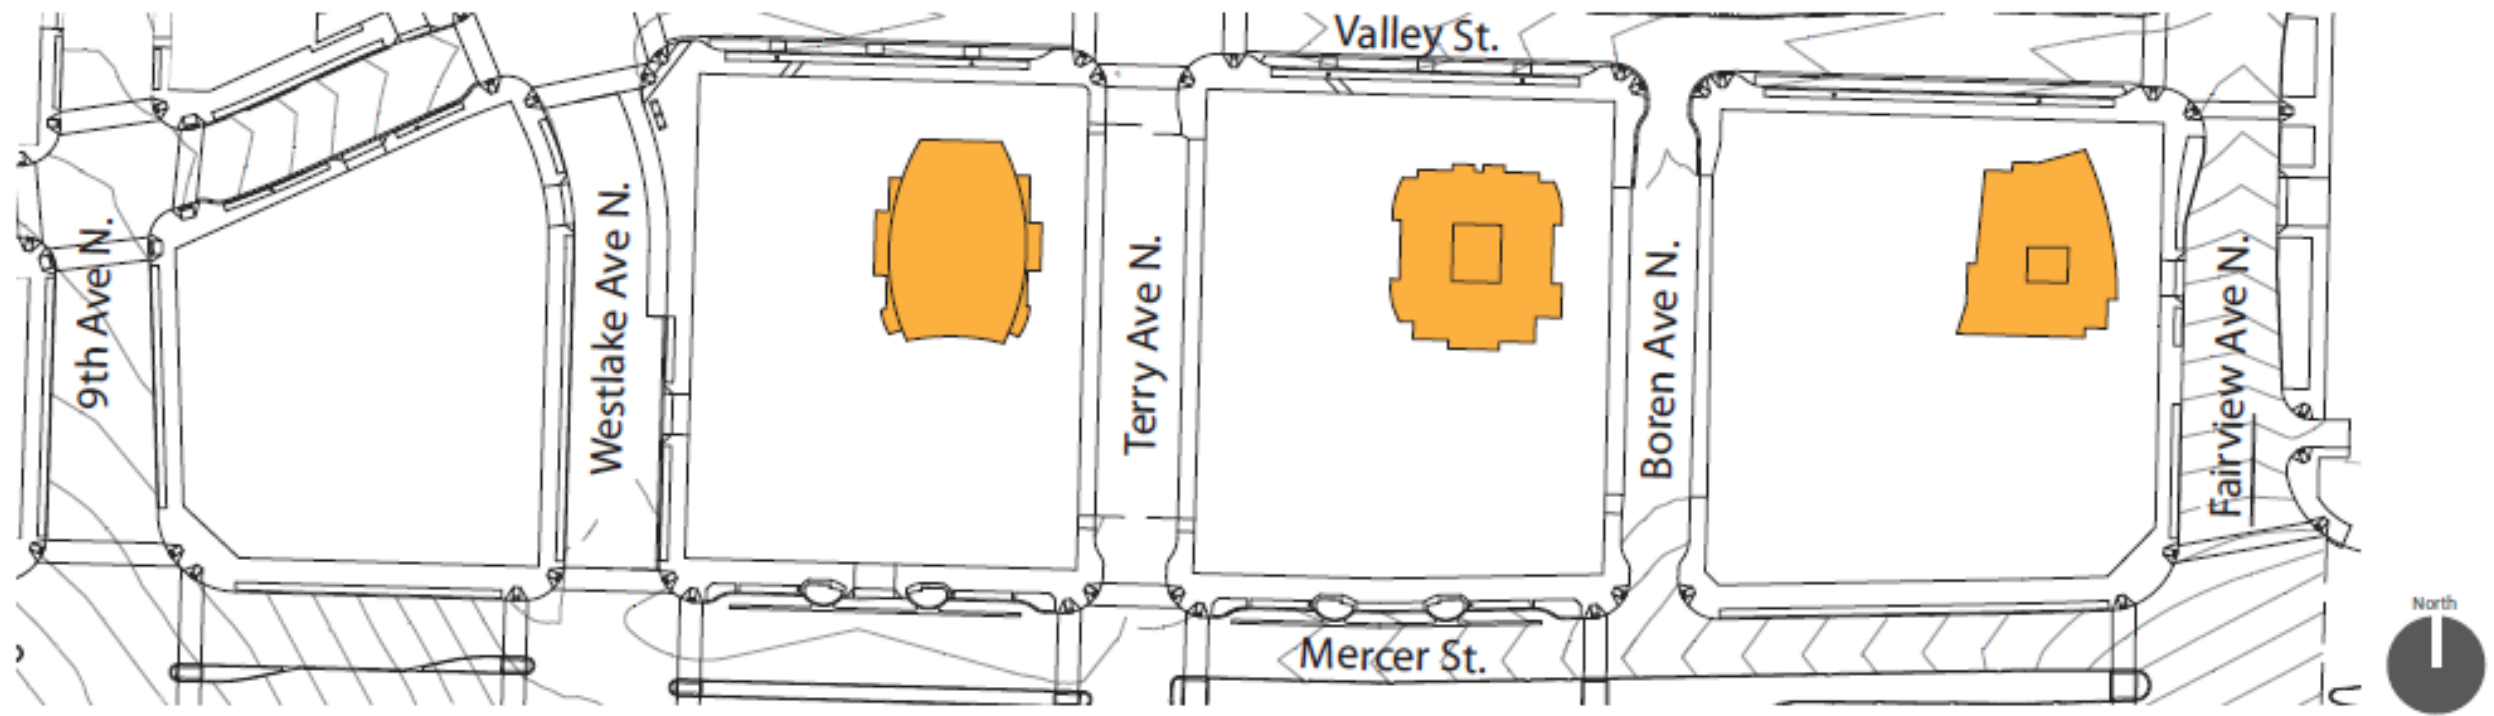 Valley St.
9th Ave N.
Westlake Ave N.
Terry Ave N.
Boren Ave N.
Fairview Ave N.
Mercer St.
North